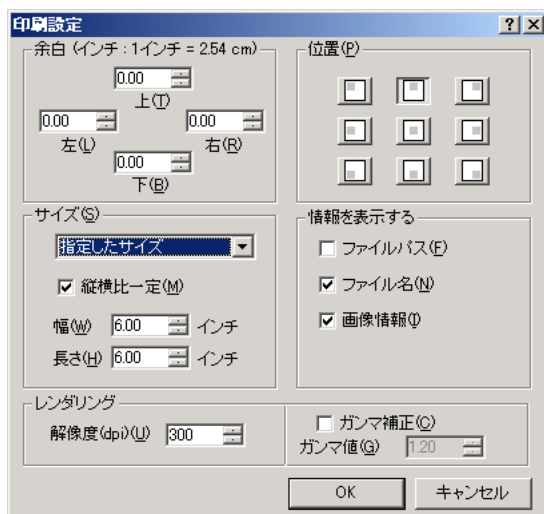 印刷設定
余白 (インチ : 1インチ = 2.54 cm)
0.00
上(T)
0.00 0.00
左(L) 右(R)
0.00
下(B)
位置(P)
サイズ(S)
指定したサイズ
縦横比一定(M)
幅(W) 6.00 インチ
長さ(H) 6.00 インチ
情報を表示する
ファイルパス(F)
ファイル名(N)
画像情報(I)
レンダリング
解像度(dpi)(U) 300
ガンマ補正(C)
ガンマ値(G) 1.20
OK キャンセル